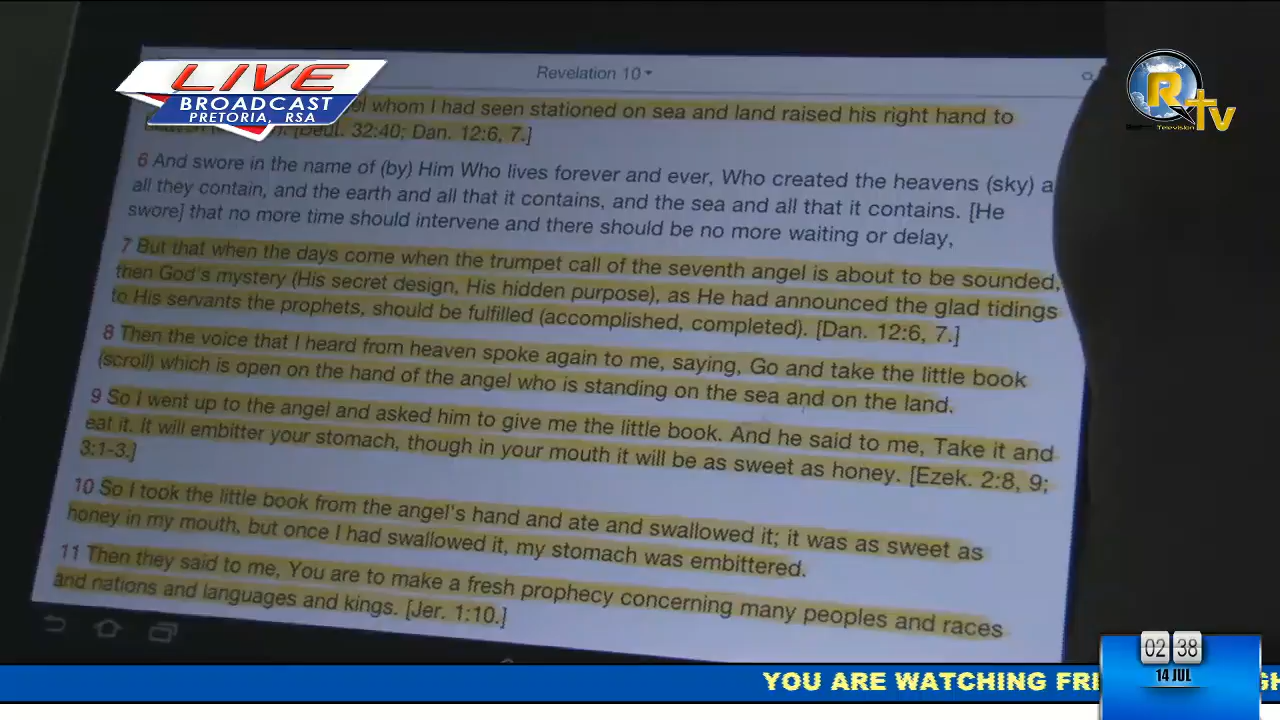 LIVE
BROADCAST
PRETORIA, RSA
R tv
Television
Revelation 10
whom I had seen stationed on sea and land raised his right hand to
[Deut. 32:40; Dan. 12:6, 7.]
6 And swore in the name of (by) Him Who lives forever and ever, Who created the heavens (sky) a
all they contain, and the earth and all that it contains, and the sea and all that it contains. [He
swore] that no more time should intervene and there should be no more waiting or delay,
7 But that when the days come when the trumpet call of the seventh angel is about to be sounded,
then God's mystery (His secret design, His hidden purpose), as He had announced the glad tidings
to His servants the prophets, should be fulfilled (accomplished, completed). [Dan. 12:6, 7.]
8 Then the voice that I heard from heaven spoke again to me, saying, Go and take the little book
(scroll) which is open on the hand of the angel who is standing on the sea and on the land.
9 So I went up to the angel and asked him to give me the little book. And he said to me, Take it and
eat it. It will embitter your stomach, though in your mouth it will be as sweet as honey. [Ezek. 2:8, 9;
3:1-3.]
10 So I took the little book from the angel's hand and ate and swallowed it; it was as sweet as
honey in my mouth, but once I had swallowed it, my stomach was embittered.
11 Then they said to me, You are to make a fresh prophecy concerning many peoples and races
and nations and languages and kings. [Jer. 1:10.]
YOU ARE WATCHING FRI
02 38
14 JUL